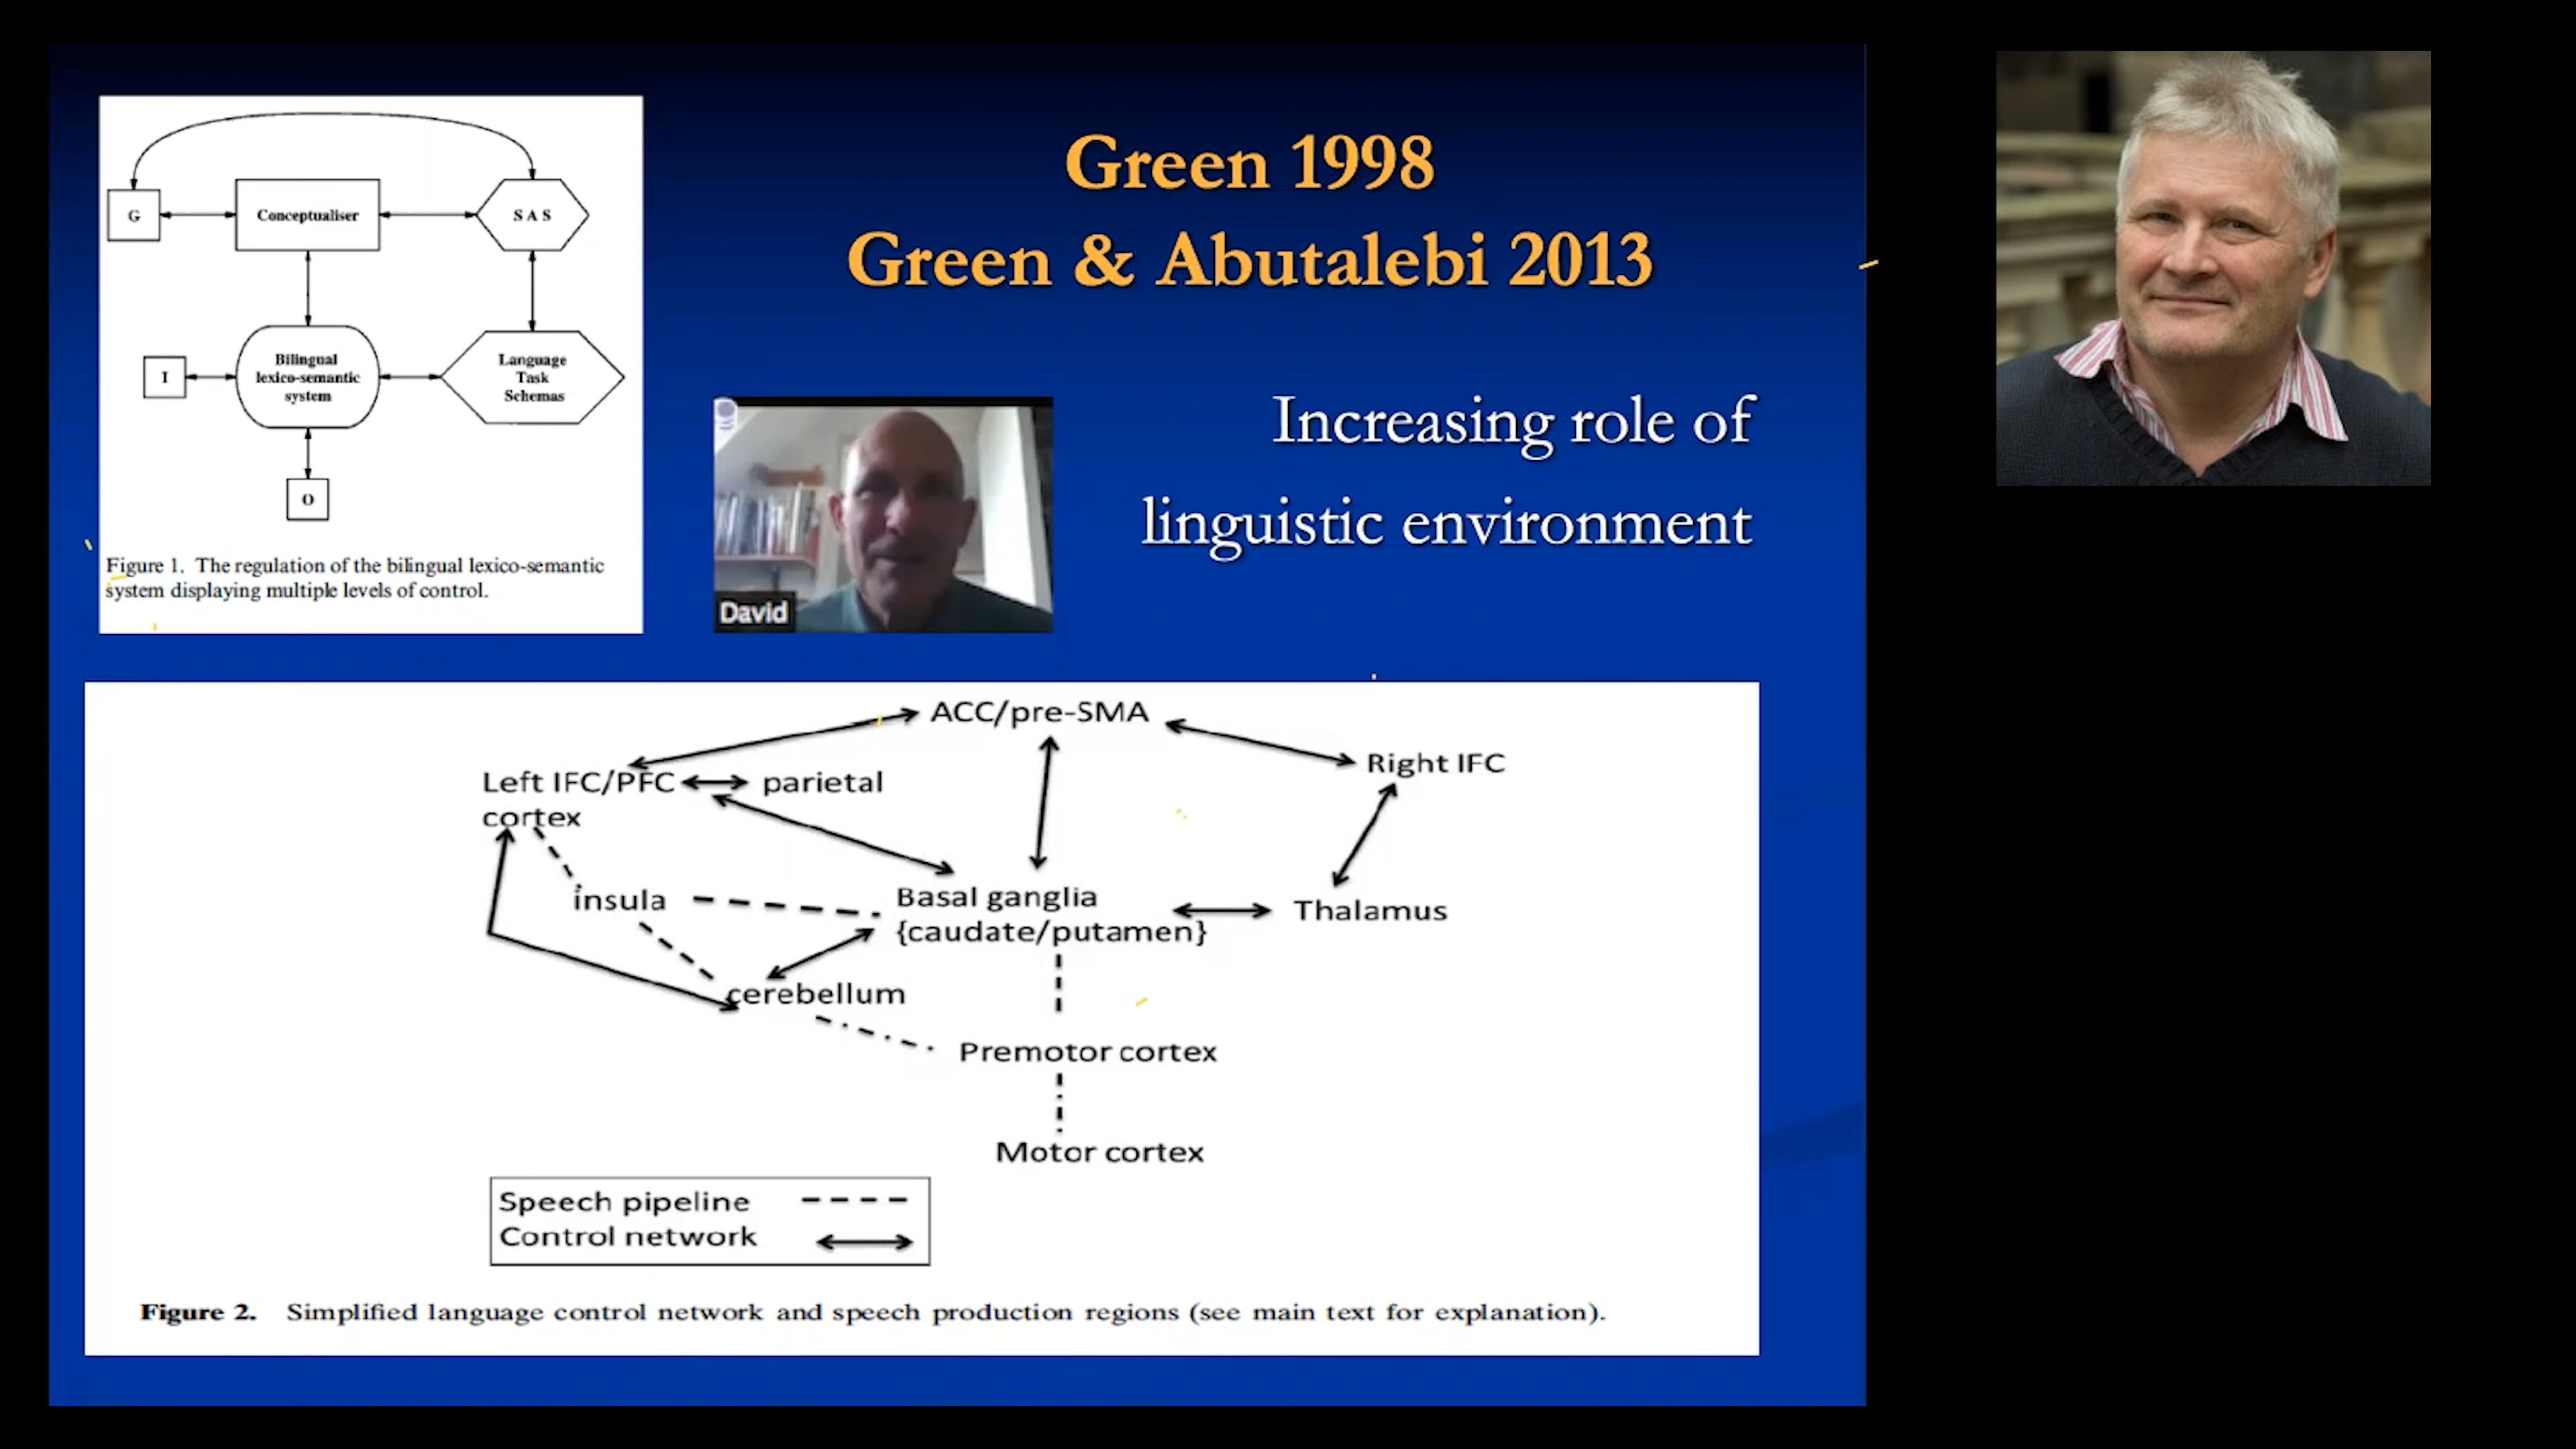 Green 1998
Green & Abutalebi 2013
G
Conceptualiser
S A S
I
Bilingual
lexico-semantic
system
Language
Task
Schemas
O
Figure 1. The regulation of the bilingual lexico-semantic
system displaying multiple levels of control.
David
Increasing role of
linguistic environment
ACC/pre-SMA
Right IFC
Left IFC/PFC
cortex
parietal
insula
Basal ganglia
{caudate/putamen}
Thalamus
cerebellum
Premotor cortex
Motor cortex
Speech pipeline
Control network
Figure 2. Simplified language control network and speech production regions (see main text for explanation).